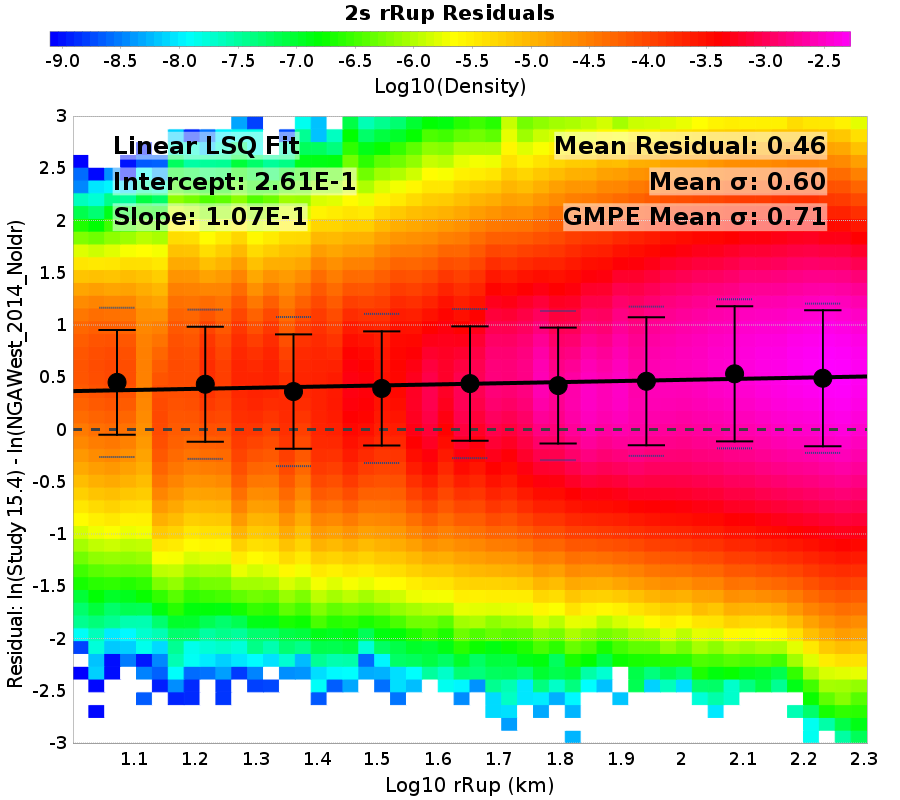 2s rRup Residuals
-9.0 -8.5 -8.0 -7.5 -7.0 -6.5 -6.0 -5.5 -5.0 -4.5 -4.0 -3.5 -3.0 -2.5
Log10(Density)
Linear LSQ Fit
Intercept: 2.61E-1
Slope: 1.07E-1
Mean Residual: 0.46
Mean σ: 0.60
GMPE Mean σ: 0.71
Residual: ln(Study 15.4) - ln(NGAWest_2014_NoIdr)
3
2.5
2
1.5
1
0.5
0
-0.5
-1
-1.5
-2
-2.5
-3
1.1 1.2 1.3 1.4 1.5 1.6 1.7 1.8 1.9 2 2.1 2.2 2.3
Log10 rRup (km)